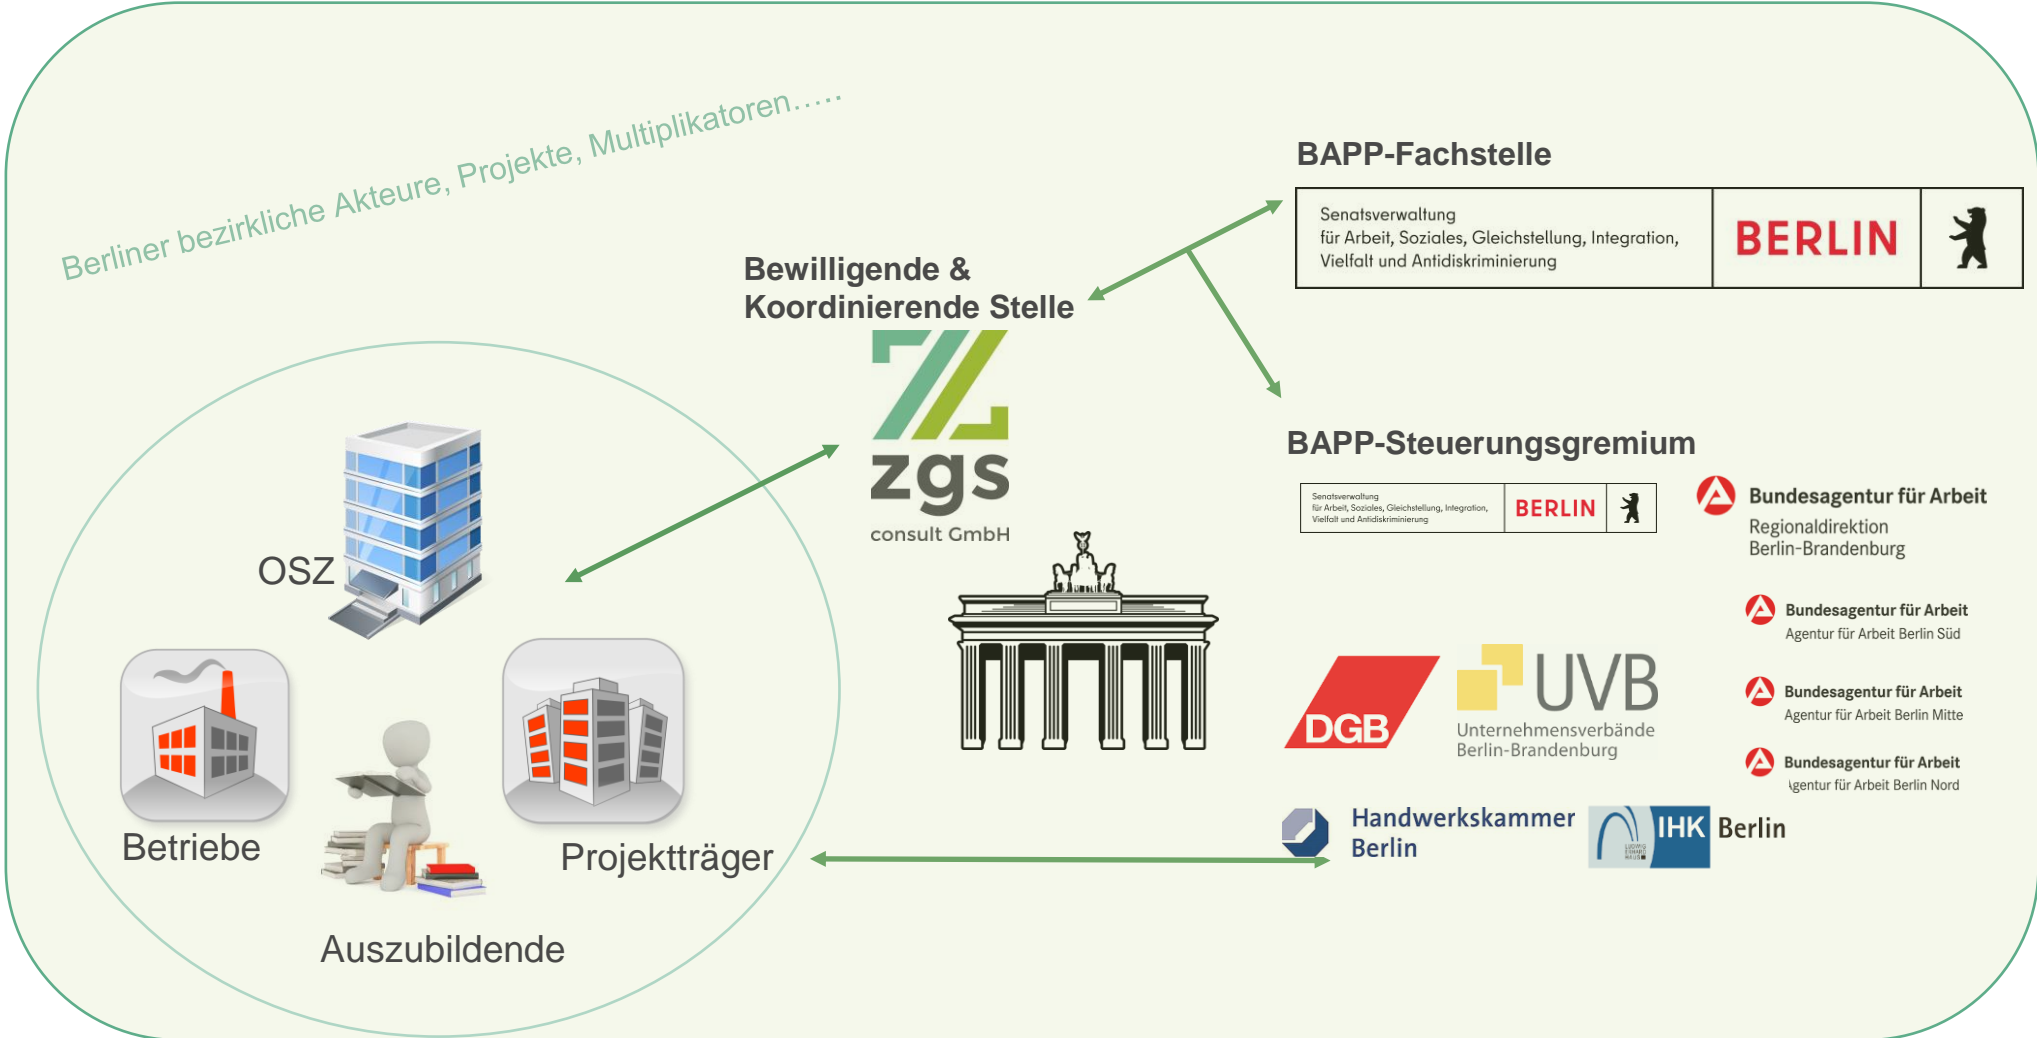 Berliner bezirkliche Akteure, Projekte, Multiplikatoren…..
BAPP-Fachstelle
Senatsverwaltung
für Arbeit, Soziales, Gleichstellung, Integration,
Vielfalt und Antidiskriminierung
BERLIN
Bewilligende &
Koordinierende Stelle
zgs
consult GmbH
BAPP-Steuerungsgremium
Senatsverwaltung
für Arbeit, Soziales, Gleichstellung, Integration,
Vielfalt und Antidiskriminierung
BERLIN
Bundesagentur für Arbeit
Regionaldirektion
Berlin-Brandenburg
Bundesagentur für Arbeit
Agentur für Arbeit Berlin Süd
Bundesagentur für Arbeit
Agentur für Arbeit Berlin Mitte
Bundesagentur für Arbeit
Agentur für Arbeit Berlin Nord
DGB
UVB
Unternehmensverbände
Berlin-Brandenburg
Handwerkskammer
Berlin
LUDWIG
ERHARD
HAUS
IHK Berlin
OSZ
Betriebe
Projektträger
Auszubildende